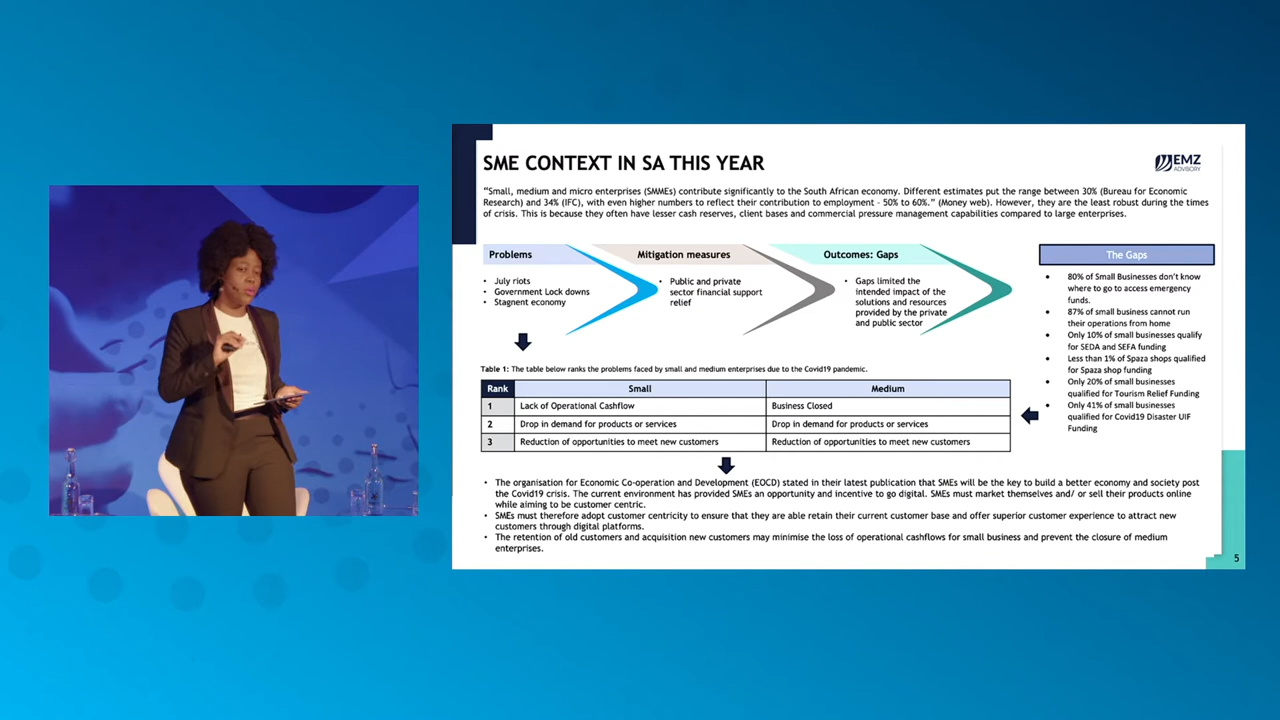 SME CONTEXT IN SA THIS YEAR
EMZ
ADVISORY
“Small, medium and micro enterprises (SMMEs) contribute significantly to the South African economy. Different estimates put the range between 30% (Bureau for Economic
Research) and 34% (IFC), with even higher numbers to reflect their contribution to employment - 50% to 60%.” (Money web). However, they are the least robust during the times
of crisis. This is because they often have lesser cash reserves, client bases and commercial pressure management capabilities compared to large enterprises.
Problems
• July riots
• Government Lock downs
• Stagnent economy
Mitigation measures
• Public and private
sector financial support
relief
Outcomes: Gaps
• Gaps limited the
intended impact of the
solutions and resources
provided by the private
and public sector
The Gaps
• 80% of Small Businesses don’t know
where to go to access emergency
funds.
• 87% of small business cannot run
their operations from home
• Only 10% of small businesses qualify
for SEDA and SEFA funding
• Less than 1% of Spaza shops qualified
for Spaza shop funding
• Only 20% of small businesses
qualified for Tourism Relief Funding
• Only 41% of small businesses
qualified for Covid19 Disaster UIF
Funding
Table 1: The table below ranks the problems faced by small and medium enterprises due to the Covid19 pandemic.
Rank Small Medium
1 Lack of Operational Cashflow Business Closed
2 Drop in demand for products or services Drop in demand for products or services
3 Reduction of opportunities to meet new customers Reduction of opportunities to meet new customers
• The organisation for Economic Co-operation and Development (EOCD) stated in their latest publication that SMEs will be the key to build a better economy and society post
the Covid19 crisis. The current environment has provided SMEs an opportunity and incentive to go digital. SMEs must market themselves and/ or sell their products online
while aiming to be customer centric.
• SMEs must therefore adopt customer centricity to ensure that they are able retain their current customer base and offer superior customer experience to attract new
customers through digital platforms.
• The retention of old customers and acquisition new customers may minimise the loss of operational cashflows for small business and prevent the closure of medium
enterprises.
5